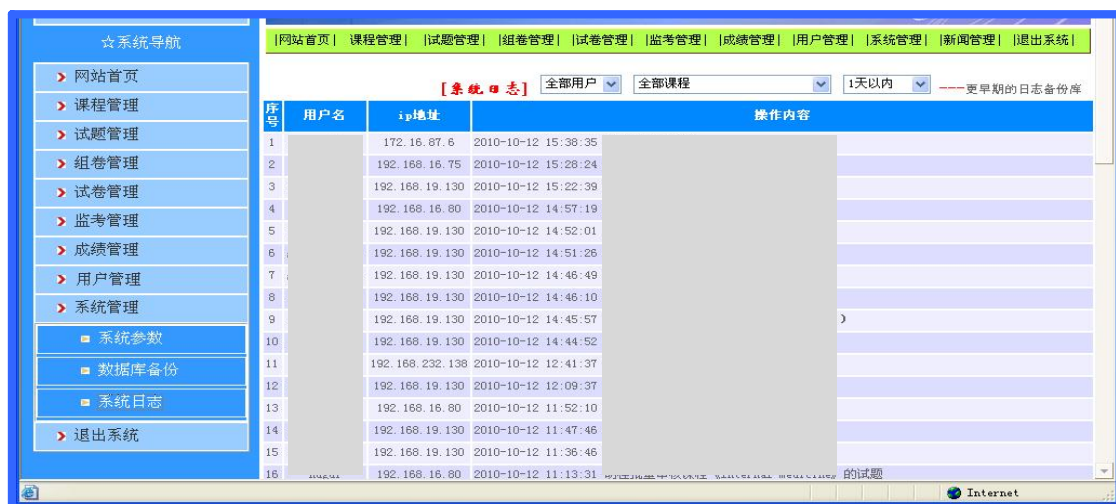 ☆系统导航
网站首页
课程管理
试题管理
组卷管理
试卷管理
监考管理
成绩管理
用户管理
系统管理
系统参数
数据库备份
系统日志
退出系统
|网站首页| 课程管理| |试题管理| |组卷管理| |试卷管理| |监考管理| |成绩管理| |用户管理| |系统管理| |新闻管理| |退出系统|
[系统日志] 全部用户 全部课程 1天以内 ---更早期的日志备份库
序号 用户名 ip地址 操作内容
1 172.16.87.6 2010-10-12 15:38:35
2 192.168.16.75 2010-10-12 15:28:24
3 192.168.19.130 2010-10-12 15:22:39
4 192.168.16.80 2010-10-12 14:57:19
5 192.168.19.130 2010-10-12 14:52:01
6 192.168.19.130 2010-10-12 14:51:26
7 192.168.19.130 2010-10-12 14:46:49
8 192.168.19.130 2010-10-12 14:46:10
9 192.168.19.130 2010-10-12 14:45:57 )
10 192.168.19.130 2010-10-12 14:44:52
11 192.168.232.138 2010-10-12 12:41:37
12 192.168.19.130 2010-10-12 12:09:37
13 192.168.16.80 2010-10-12 11:52:10
14 192.168.19.130 2010-10-12 11:47:46
15 192.168.19.130 2010-10-12 11:36:46
16 192.168.16.80 2010-10-12 11:13:31 的试题
Internet